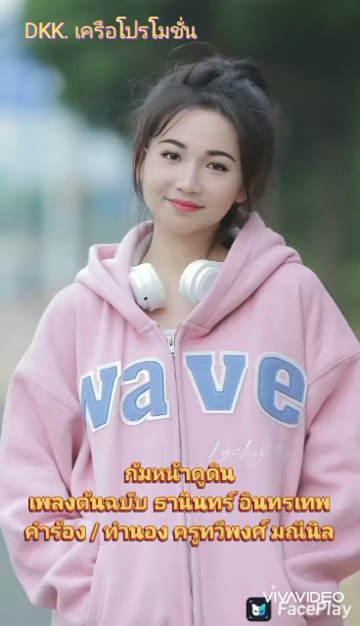 DKK. เครือโปรโมชั่น
wave
Lucky
ก้มหน้าดูดิน
เพลงต้นฉบับ ธานินทร์ อินทรเทพ
คำร้อง / ทำนอง ครูทวีพงศ์ มณีนิล
VIVAVIDEO
FacePlay